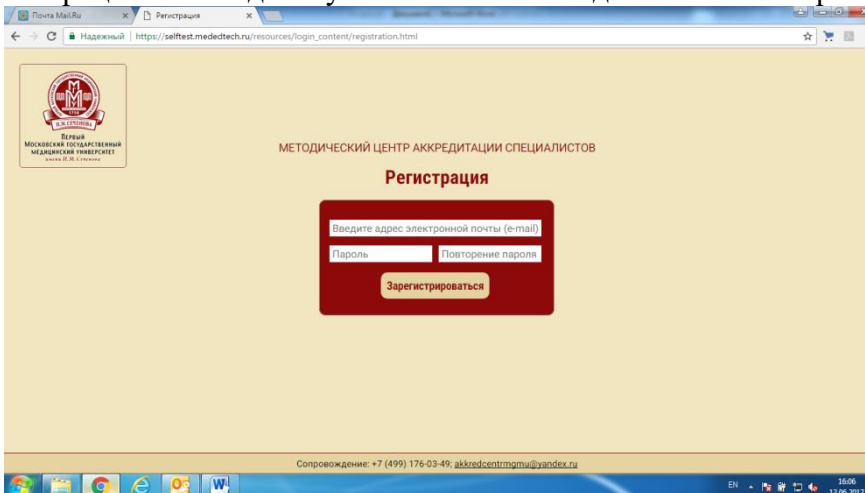 Почта Mail.Ru
Регистрация
Надежный | https://selftest.mededtech.ru/resources/login_content/registration.html
Первый
Московский государственный
медицинский университет
имени И.М. Сеченова
МЕТОДИЧЕСКИЙ ЦЕНТР АККРЕДИТАЦИИ СПЕЦИАЛИСТОВ
Регистрация
Введите адрес электронной почты (e-mail)
Пароль
Повторение пароля
Зарегистрироваться
Сопровождение: +7 (499) 176-03-49; akkredcentrmgmu@yandex.ru
EN
16:06